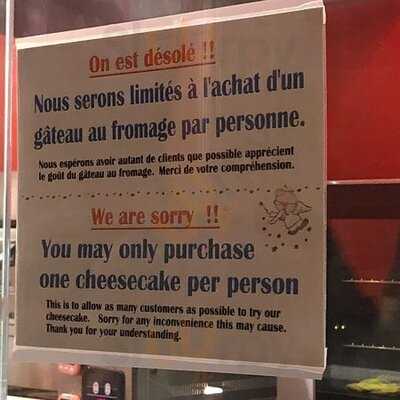 On est désolé !!
Nous serons limités à l'achat d'un
gâteau au fromage par personne.
Nous espérons avoir autant de clients que possible apprécient
le goût du gâteau au fromage. Merci de votre compréhension.
We are sorry !!
You may only purchase
one cheesecake per person
This is to allow as many customers as possible to try our
cheesecake. Sorry for any inconvenience this may cause.
Thank you for your understanding.